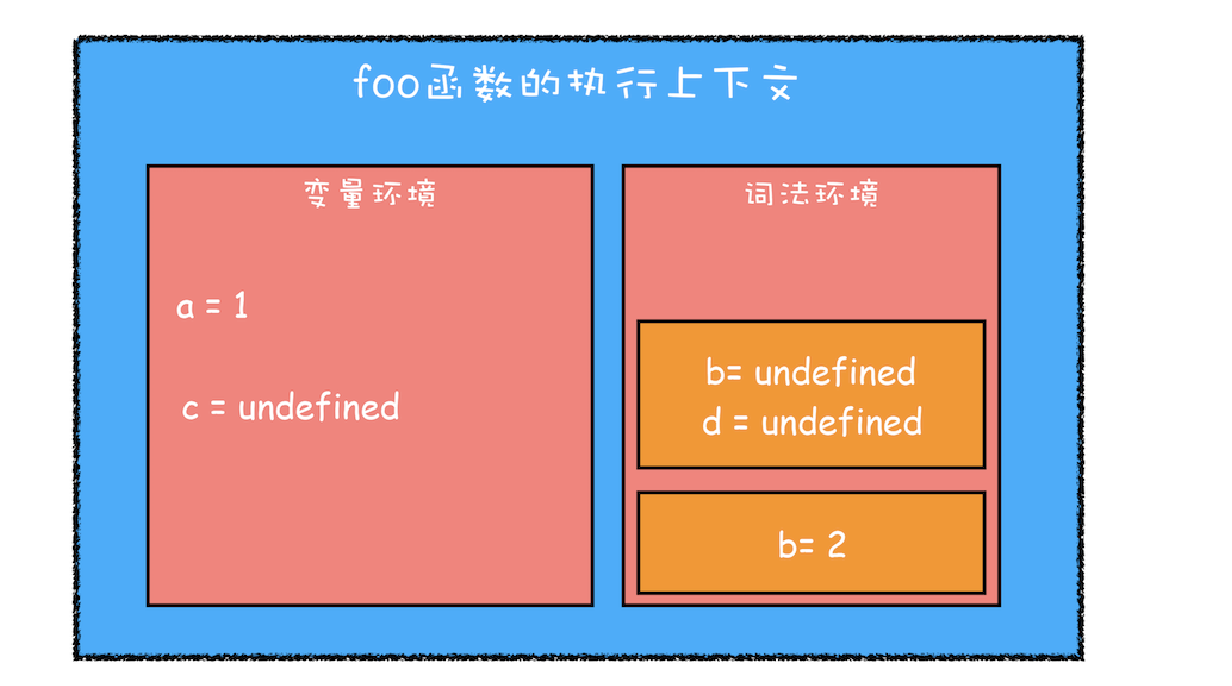 foo函数的执行上下文
变量环境
a = 1
c = undefined
词法环境
b= undefined
d = undefined
b= 2